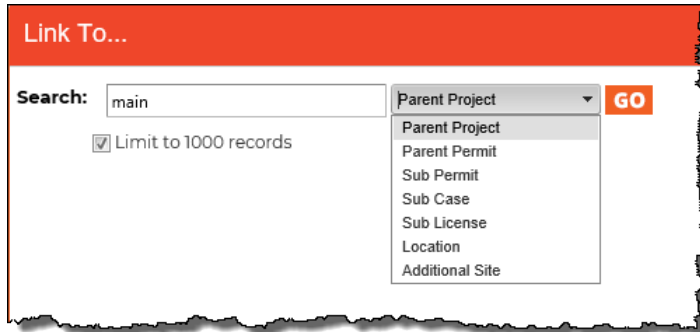 Link To...
Search: main Parent Project GO
Limit to 1000 records
Parent Project
Parent Permit
Sub Permit
Sub Case
Sub License
Location
Additional Site